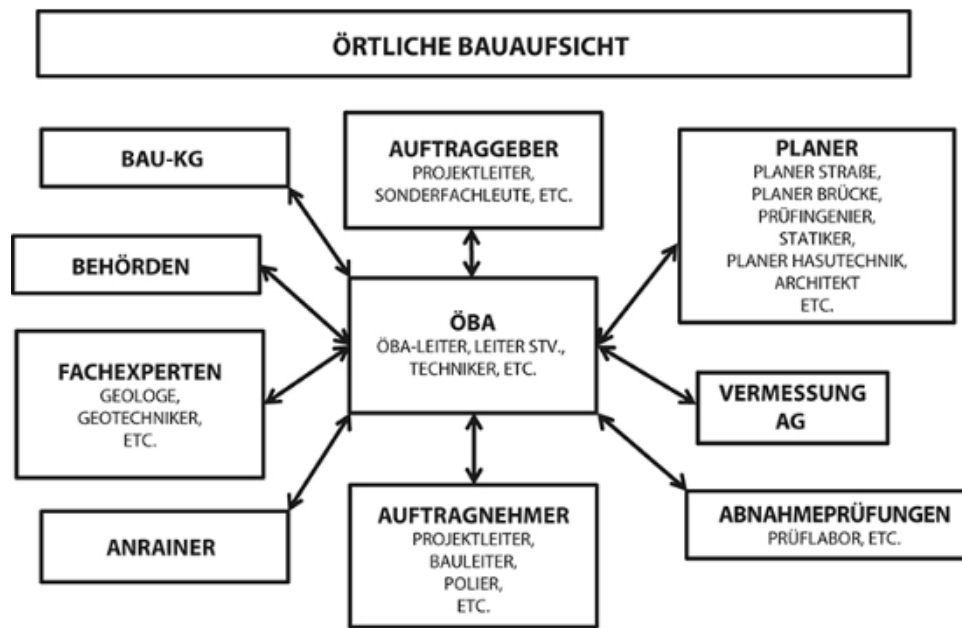 ÖRTLICHE BAUAUFSICHT
BAU-KG
AUFTRAGGEBER
PROJEKTLEITER,
SONDERFACHLEUTE, ETC.
PLANER
PLANER STRAßE,
PLANER BRÜCKE,
PRÜFINGENIER,
STATIKER,
PLANER HASUTECHNIK,
ARCHITEKT
ETC.
BEHÖRDEN
ÖBA
ÖBA-LEITER, LEITER STV.,
TECHNIKER, ETC.
FACHEXPERTEN
GEOLOGE,
GEOTECHNIKER,
ETC.
VERMESSUNG
AG
ANRAINER
AUFTRAGNEHMER
PROJEKTLEITER,
BAULEITER,
POLIER,
ETC.
ABNAHMEPRÜFUNGEN
PRÜFLABOR, ETC.